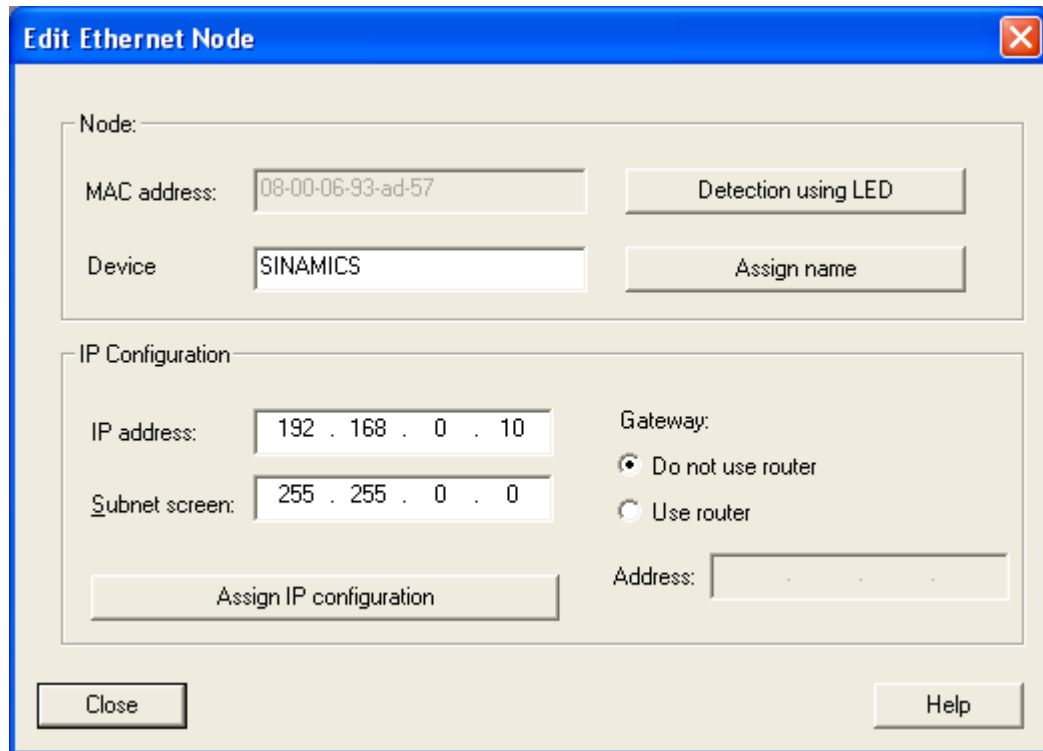 Edit Ethernet Node
Node:
MAC address: 08-00-06-93-ad-57 Detection using LED
Device SINAMICS Assign name
IP Configuration
IP address: 192 . 168 . 0 . 10 Gateway:
Do not use router
Subnet screen: 255 . 255 . 0 . 0
Use router
Address: . . .
Assign IP configuration
Close Help